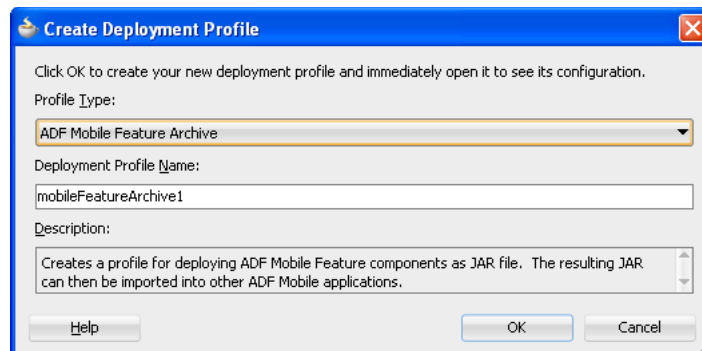 Create Deployment Profile
Click OK to create your new deployment profile and immediately open it to see its configuration.
Profile Type:
ADF Mobile Feature Archive
Deployment Profile Name:
mobileFeatureArchive1
Description:
Creates a profile for deploying ADF Mobile Feature components as JAR file.  The resulting JAR
can then be imported into other ADF Mobile applications.
Help OK Cancel